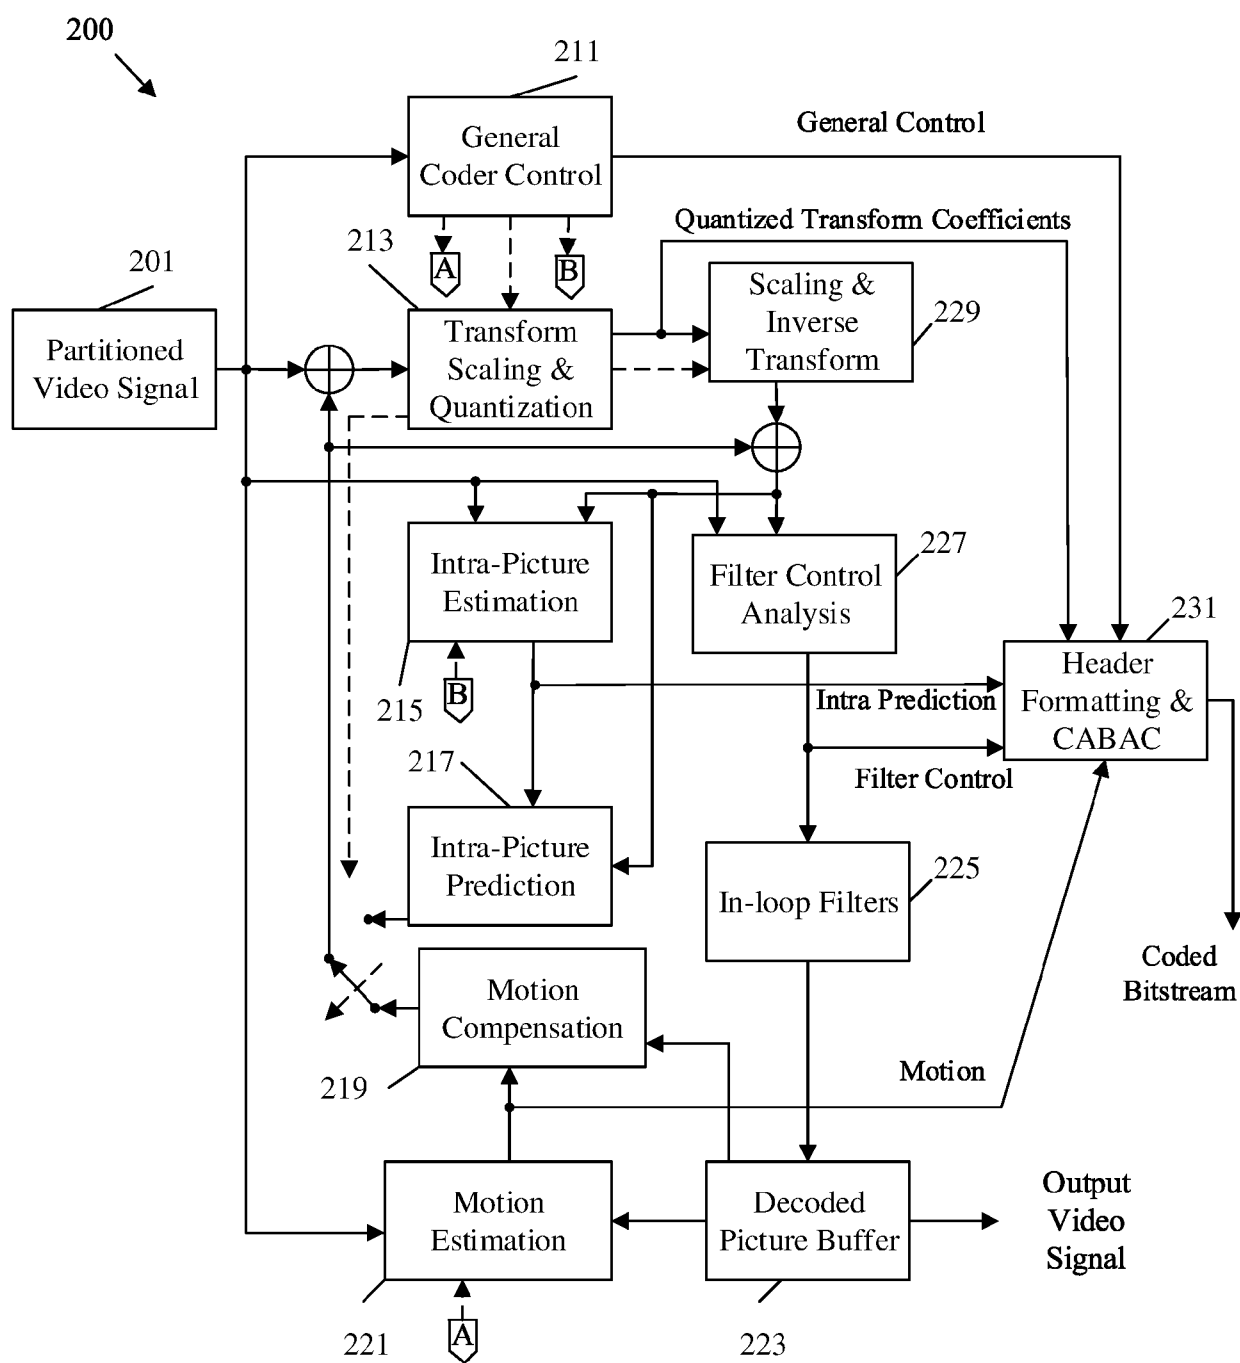 200
211
General
Coder Control
General Control
Quantized Transform Coefficients
A
B
213
201
Partitioned
Video Signal
Transform
Scaling &
Quantization
Scaling &
Inverse
Transform
229
Intra-Picture
Estimation
215
B
Filter Control
Analysis
227
231
Header
Formatting &
CABAC
Intra Prediction
Filter Control
217
Intra-Picture
Prediction
In-loop Filters
225
Coded
Bitstream
Motion
Compensation
219
Motion
Motion
Estimation
221
A
Decoded
Picture Buffer
223
Output
Video
Signal